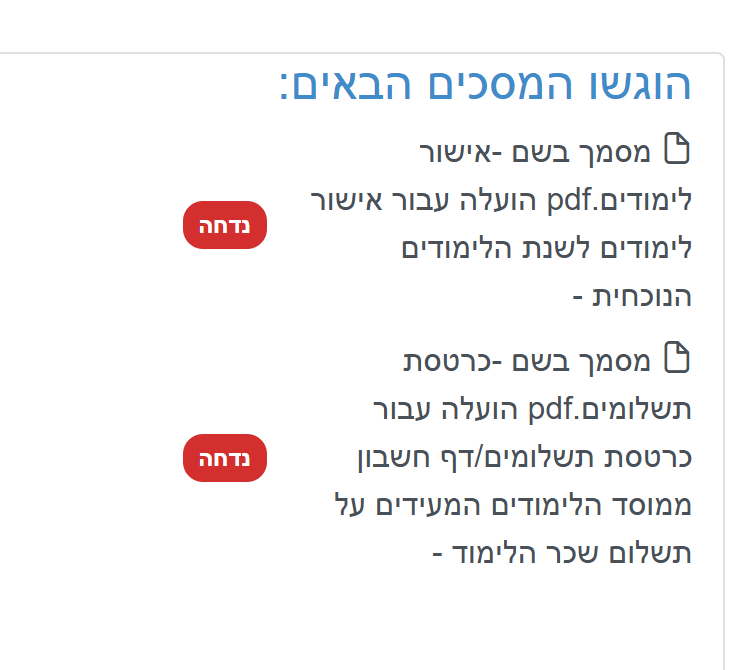 הוגשו המסכים הבאים:
מסמך בשם -אישור
לימודים.pdf הועלה עבור אישור
לימודים לשנת הלימודים
הנוכחית -
נדחה
מסמך בשם -כרטסת
תשלומים.pdf הועלה עבור
כרטסת תשלומים/דף חשבון
ממוסד הלימודים המעידים על
תשלום שכר הלימוד -
נדחה